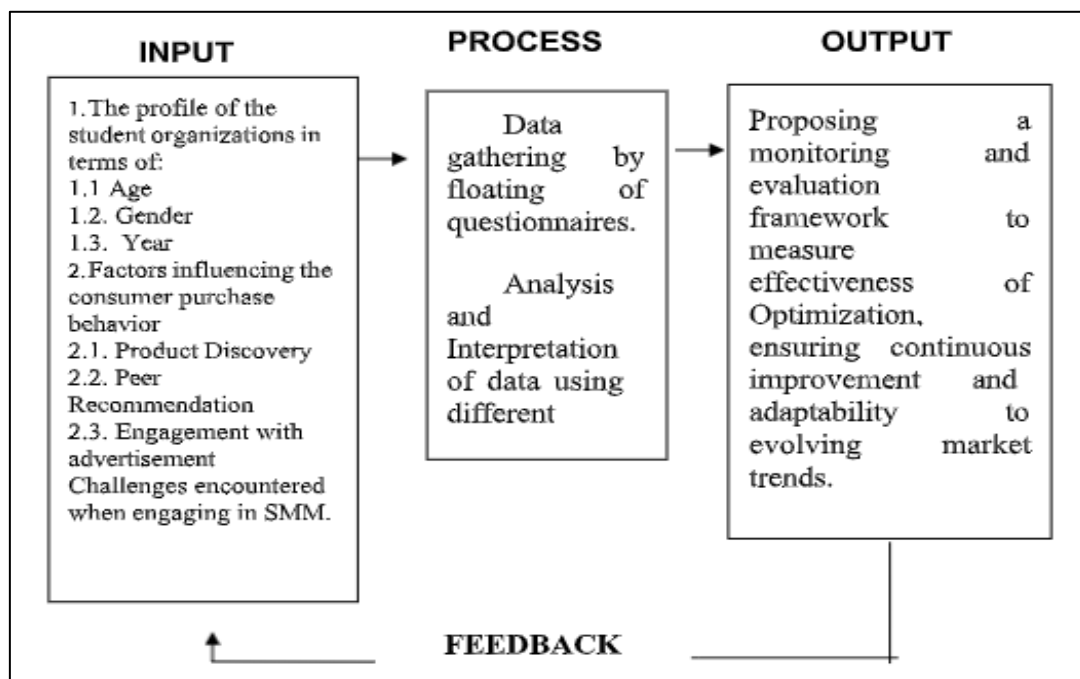 INPUT
1.The profile of the
student organizations in
terms of:
1.1 Age
1.2. Gender
1.3. Year
2.Factors influencing the
consumer purchase
behavior
2.1. Product Discovery
2.2. Peer
Recommendation
2.3. Engagement with
advertisement
Challenges encountered
when engaging in SMM.
PROCESS
Data
gathering by
floating of
questionnaires.
Analysis
and
Interpretation
of data using
different
OUTPUT
Proposing a
monitoring and
evaluation
framework to
measure
effectiveness of
Optimization,
ensuring continuous
improvement and
adaptability to
evolving market
trends.
FEEDBACK